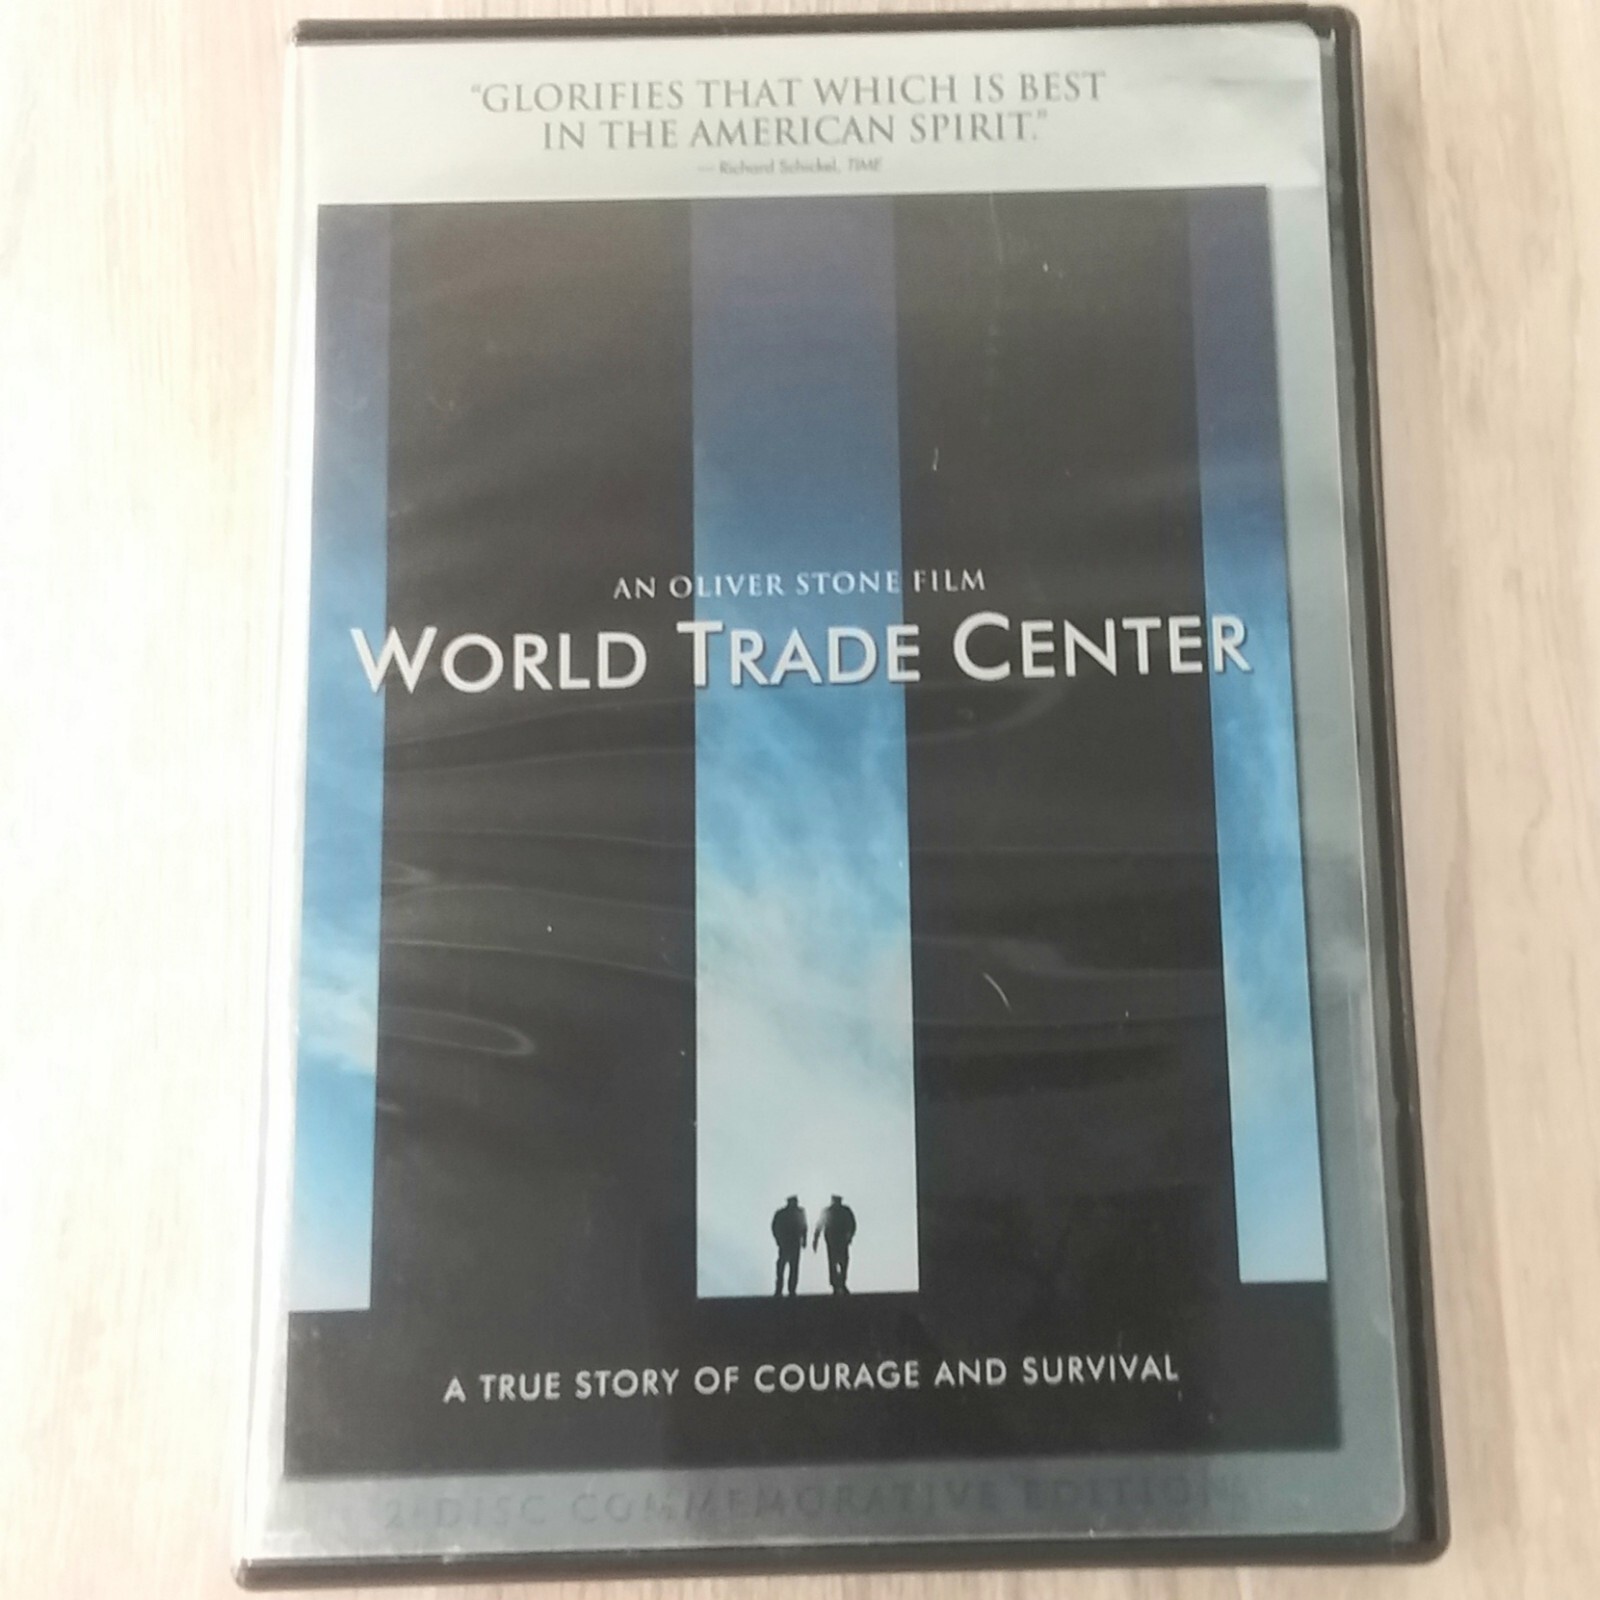 “GLORIFIES THAT WHICH IS BEST
IN THE AMERICAN SPIRIT.”
— Richard Schickel, TIME
AN OLIVER STONE FILM
WORLD TRADE CENTER
A TRUE STORY OF COURAGE AND SURVIVAL
2-DISC COMMEMORATIVE EDITION